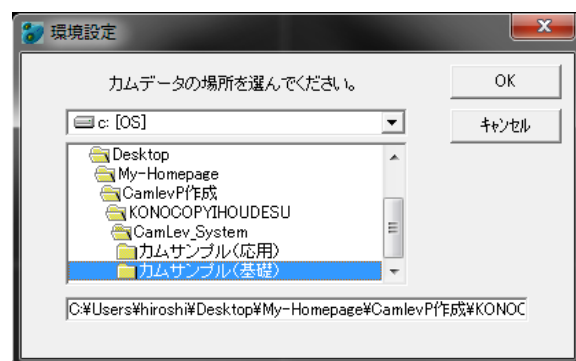 環境設定
カムデータの場所を選んでください。
OK
c: [OS]
キャンセル
Desktop
My-Homepage
CamlevP作成
KONOCOPYIHOUDESU
CamLev_System
カムサンプル(応用)
カムサンプル(基礎)
C:¥Users¥hiroshi¥Desktop¥My-Homepage¥CamlevP作成¥KONOC